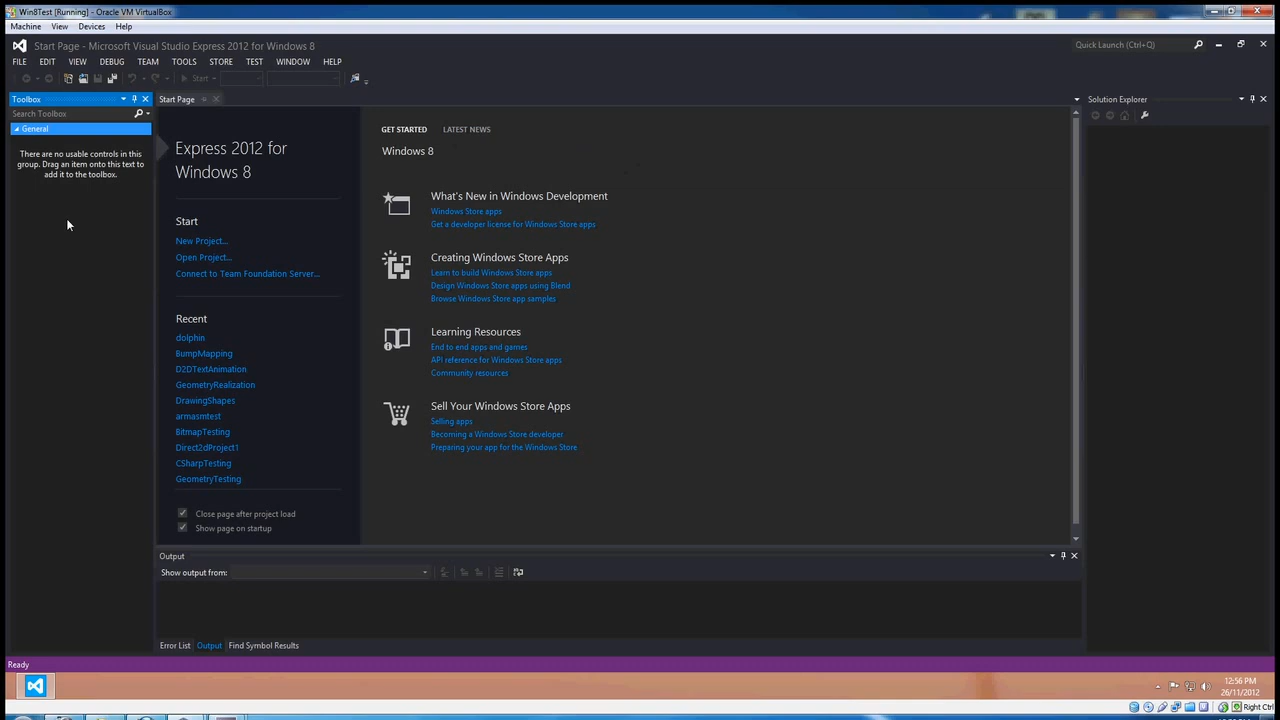 Win8Test [Running] - Oracle VM VirtualBox
Machine View Devices Help
Start Page - Microsoft Visual Studio Express 2012 for Windows 8
Quick Launch (Ctrl+Q)
FILE EDIT VIEW DEBUG TEAM TOOLS STORE TEST WINDOW HELP
Start
Toolbox
Search Toolbox
General
There are no usable controls in this
group. Drag an item onto this text to
add it to the toolbox.
Start Page
Express 2012 for
Windows 8
Start
New Project...
Open Project...
Connect to Team Foundation Server...
Recent
dolphin
BumpMapping
D2DTextAnimation
GeometryRealization
DrawingShapes
armasmtest
BitmapTesting
Direct2dProject1
CSharpTesting
GeometryTesting
Close page after project load
Show page on startup
GET STARTED LATEST NEWS
Windows 8
What's New in Windows Development
Windows Store apps
Get a developer license for Windows Store apps
Creating Windows Store Apps
Learn to build Windows Store apps
Design Windows Store apps using Blend
Browse Windows Store app samples
Learning Resources
End to end apps and games
API reference for Windows Store apps
Community resources
Sell Your Windows Store Apps
Selling apps
Becoming a Windows Store developer
Preparing your app for the Windows Store
Solution Explorer
Output
Show output from:
Error List Output Find Symbol Results
Ready
12:56 PM
26/11/2012
Right Ctrl